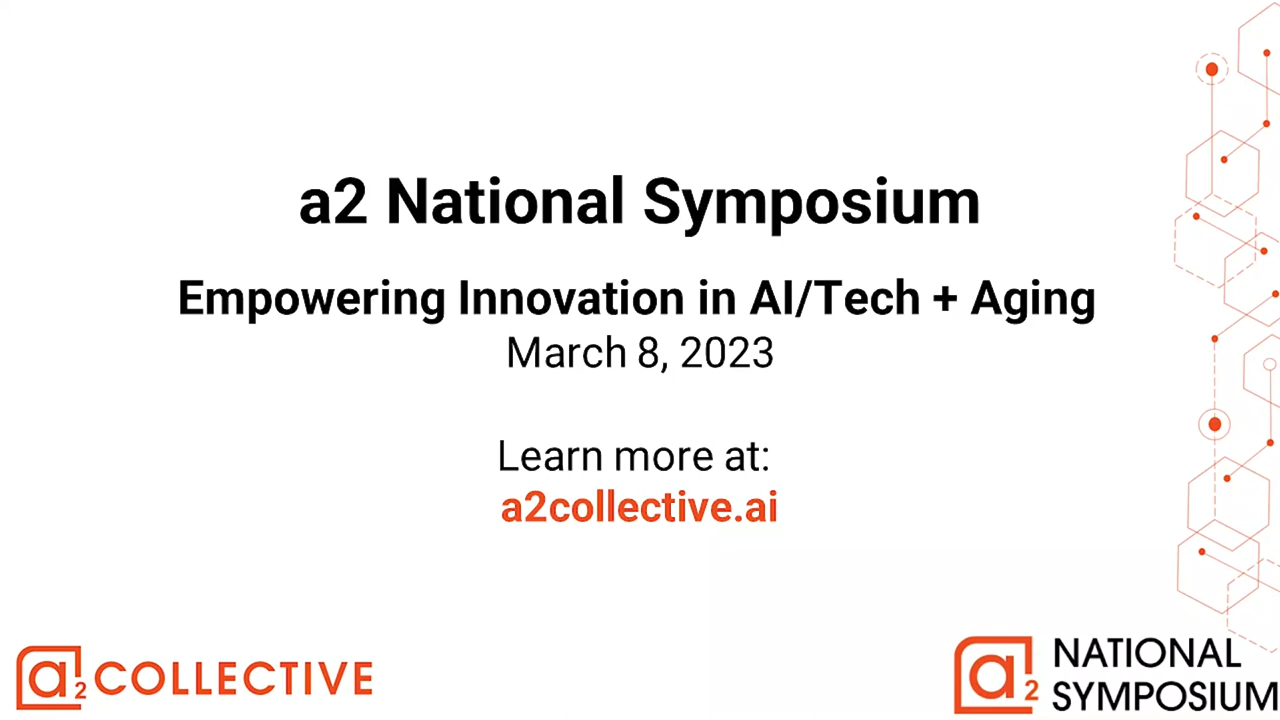 a2 National Symposium
Empowering Innovation in AI/Tech + Aging
March 8, 2023
Learn more at:
a2collective.ai
a2 COLLECTIVE
a2 NATIONAL
SYMPOSIUM